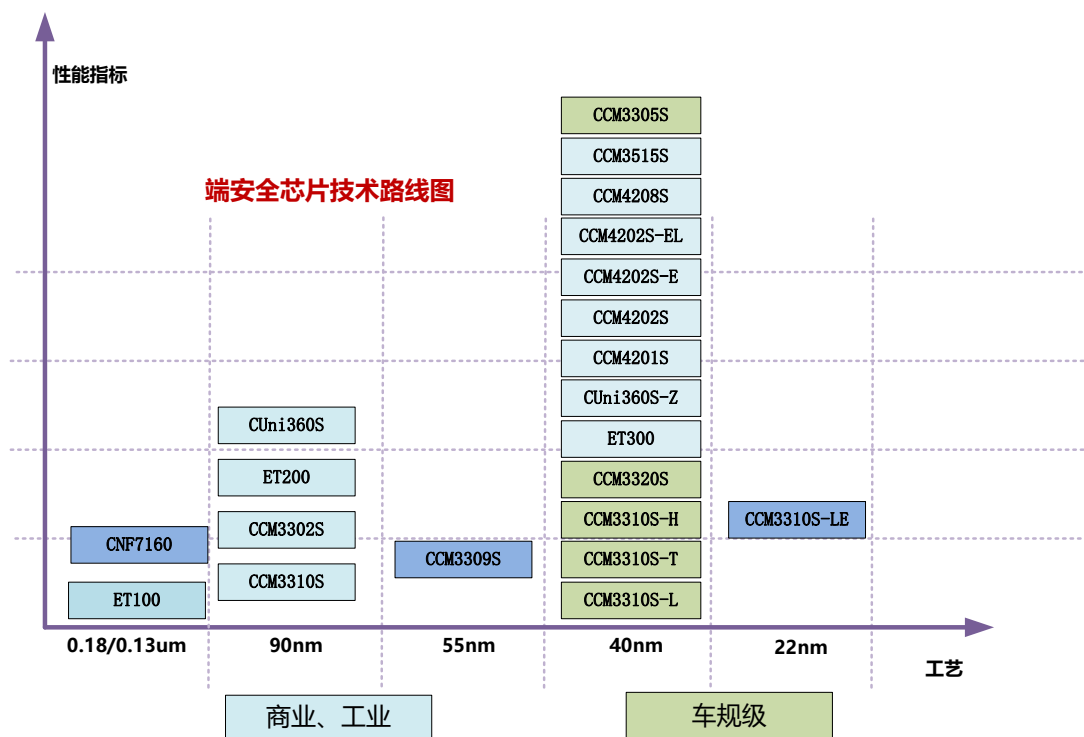 性能指标
端安全芯片技术路线图
CCM3305S
CCM3515S
CCM4208S
CCM4202S-EL
CCM4202S-E
CCM4202S
CCM4201S
CUni360S-Z
ET300
CCM3320S
CCM3310S-H
CCM3310S-T
CCM3310S-L
CUni360S
ET200
CCM3302S
CCM3310S
CNF7160
ET100
CCM3309S
CCM3310S-LE
0.18/0.13um 90nm 55nm 40nm 22nm
工艺
商业、工业 车规级